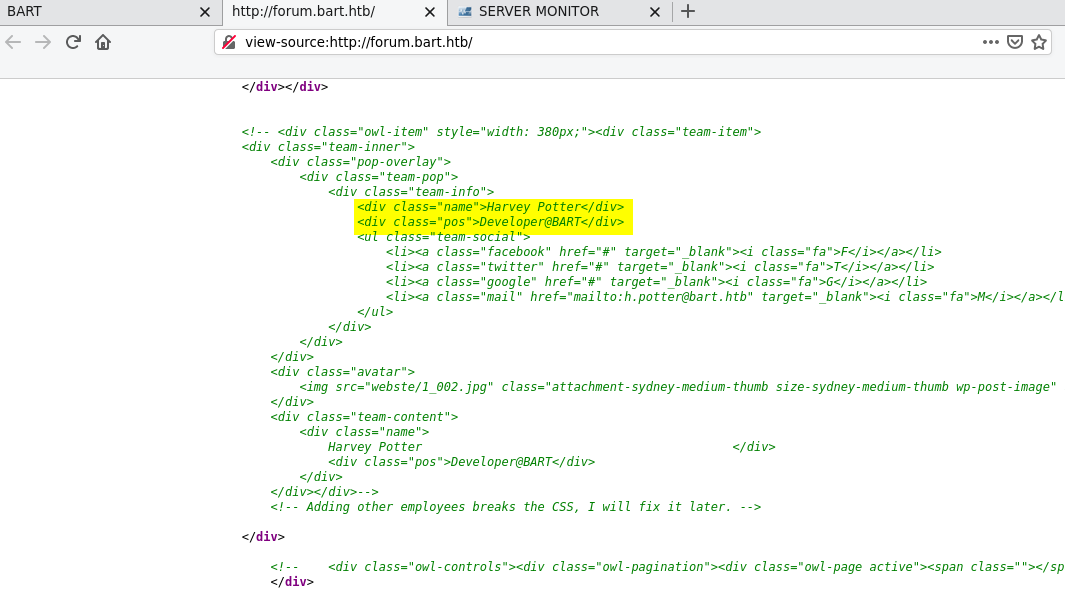 BART
http://forum.bart.htb/
SERVER MONITOR
view-source:http://forum.bart.htb/
</div></div>
<!-- <div class="owl-item" style="width: 380px;"><div class="team-item">
<div class="team-inner">
<div class="pop-overlay">
<div class="team-pop">
<div class="team-info">
<div class="name">Harvey Potter</div>
<div class="pos">Developer@BART</div>
<ul class="team-social">
<li><a class="facebook" href="#" target="_blank"><i class="fa">F</i></a></li>
<li><a class="twitter" href="#" target="_blank"><i class="fa">T</i></a></li>
<li><a class="google" href="#" target="_blank"><i class="fa">G</i></a></li>
<li><a class="mail" href="mailto:h.potter@bart.htb" target="_blank"><i class="fa">M</i></a></l
</ul>
</div>
</div>
</div>
<div class="avatar">
<img src="webste/1_002.jpg" class="attachment-sydney-medium-thumb size-sydney-medium-thumb wp-post-image"
</div>
<div class="team-content">
<div class="name">
Harvey Potter </div>
<div class="pos">Developer@BART</div>
</div>
</div></div>-->
<!-- Adding other employees breaks the CSS, I will fix it later. -->
</div>
<!-- <div class="owl-controls"><div class="owl-pagination"><div class="owl-page active"><span class=""></sp
</div>